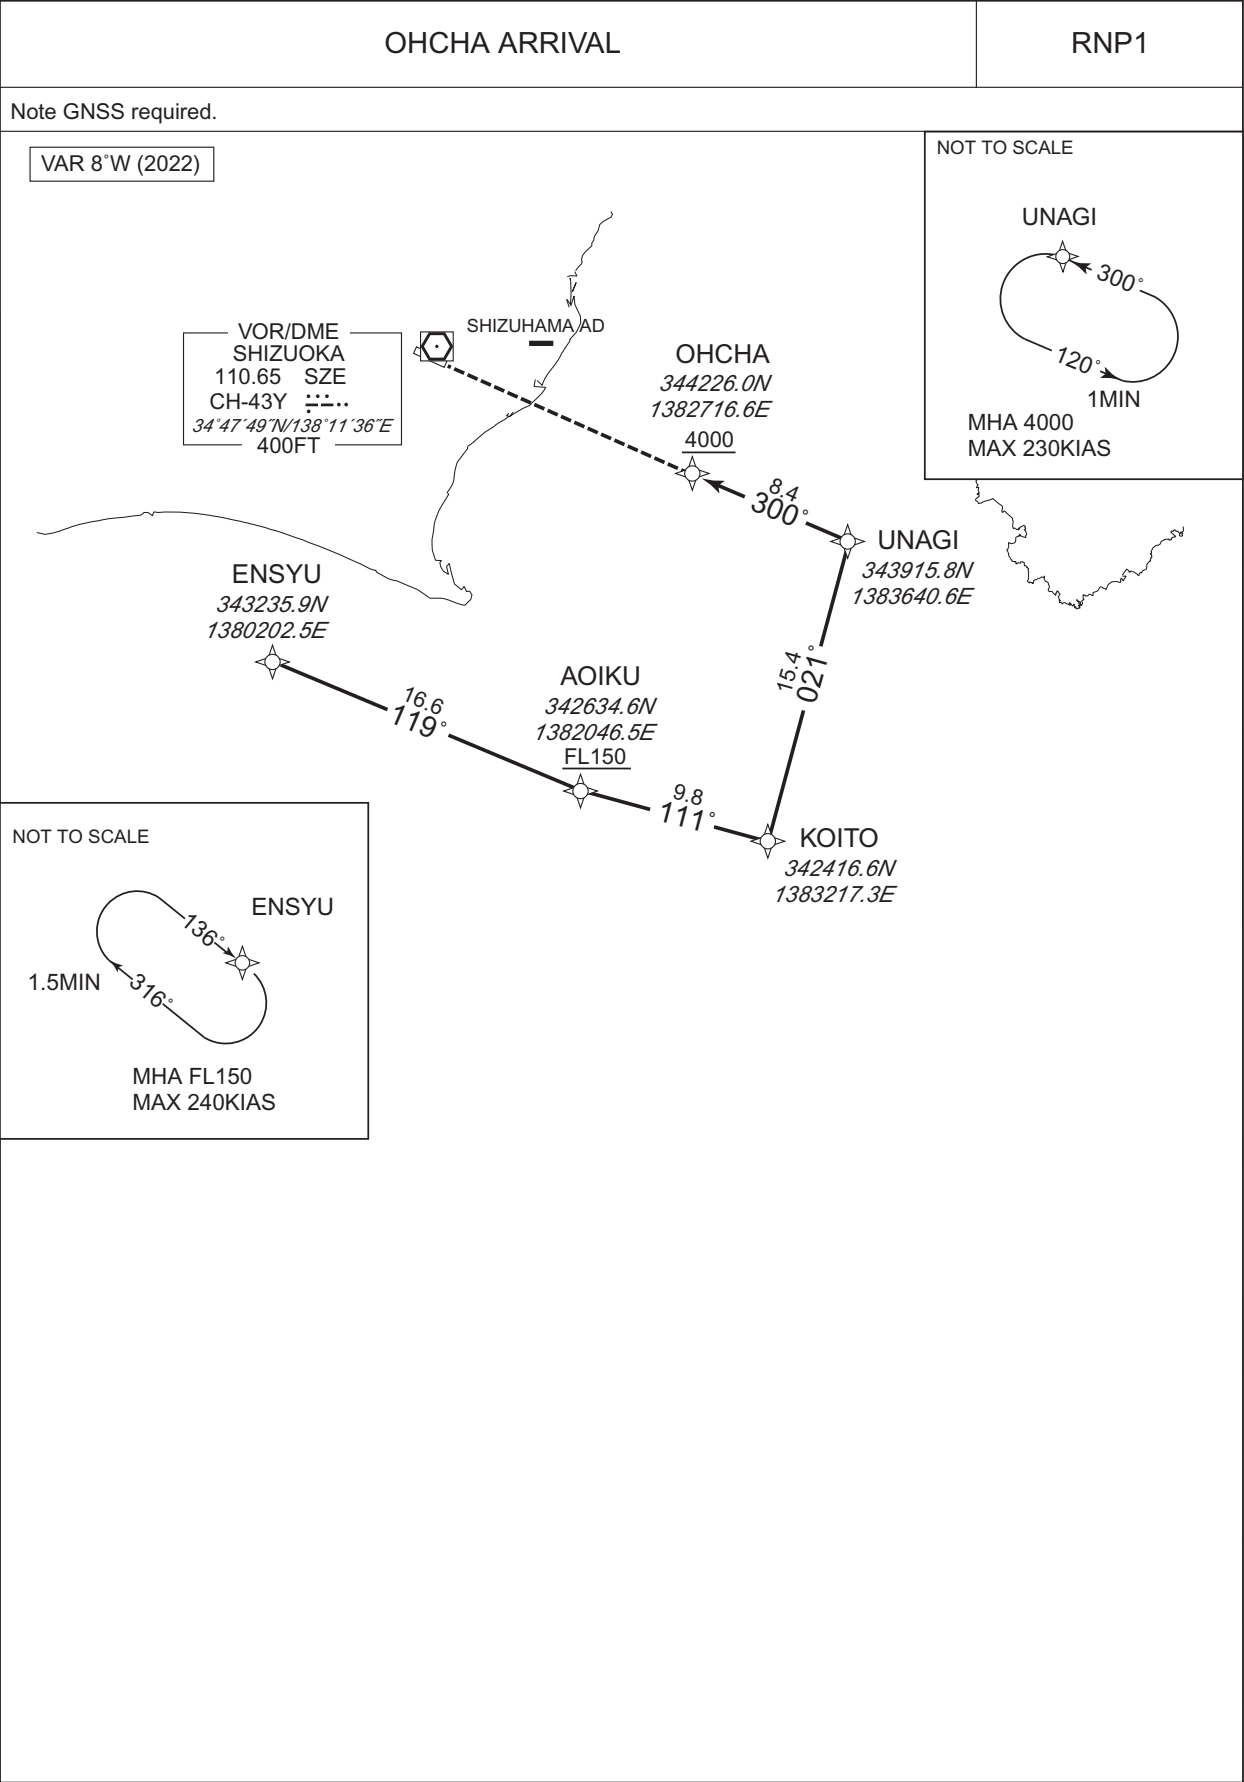 OHCHA ARRIVAL
RNP1
Note GNSS required.
VAR 8˚W (2022)
NOT TO SCALE
UNAGI
300°
120°
1MIN
MHA 4000
MAX 230KIAS
VOR/DME
SHIZUOKA
110.65 SZE
CH-43Y
34˚47´49˝N/138˚11´36˝E
400FT
SHIZUHAMA AD
OHCHA
344226.0N
1382716.6E
4000
8.4
300°
UNAGI
343915.8N
1383640.6E
ENSYU
343235.9N
1380202.5E
16.6
119°
AOIKU
342634.6N
1382046.5E
FL150
15.4
021°
9.8
111°
KOITO
342416.6N
1383217.3E
NOT TO SCALE
ENSYU
136°
1.5MIN
316°
MHA FL150
MAX 240KIAS